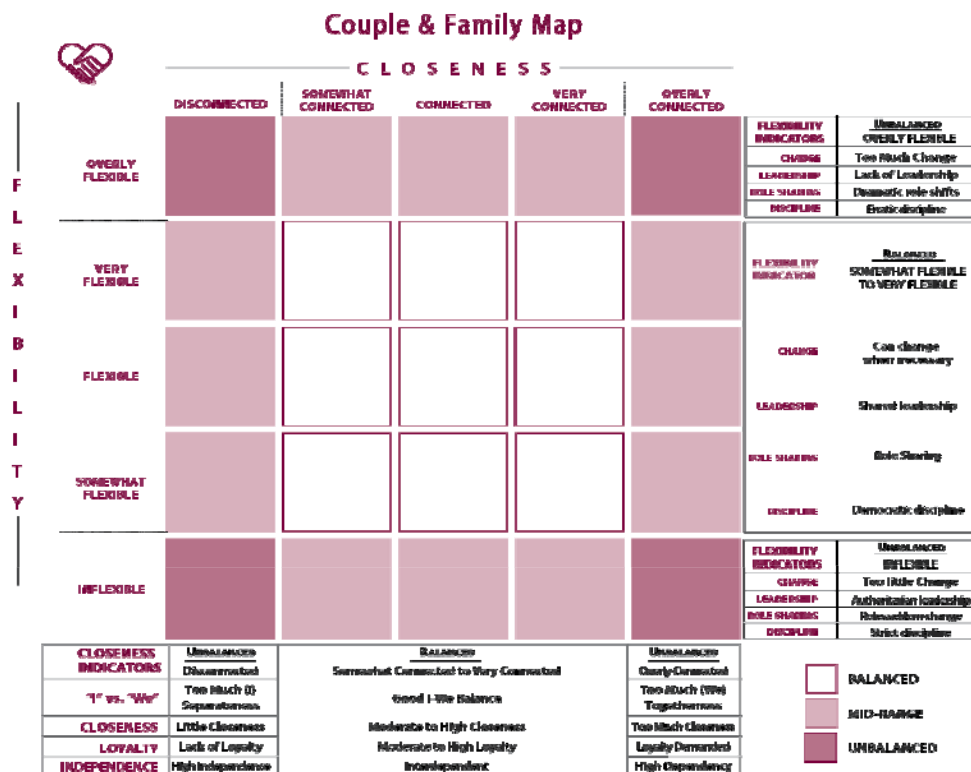 Couple & Family Map
CLOSENESS
DISCONNECTED
SOMEWHAT CONNECTED
CONNECTED
VERY CONNECTED
OVERLY CONNECTED
FLEXIBILITY
OVERLY FLEXIBLE
VERY FLEXIBLE
FLEXIBLE
SOMEWHAT FLEXIBLE
INFLEXIBLE
FLEXIBILITY INDICATORS
UNBALANCED
OVERLY FLEXIBLE
CHANGE Too Much Change
LEADERSHIP Lack of Leadership
ROLE SHARING Dramatic role shifts
DISCIPLINE Erratic discipline
FLEXIBILITY INDICATOR
BALANCED
SOMEWHAT FLEXIBLE
TO VERY FLEXIBLE
CHANGE Can change
when necessary
LEADERSHIP Shared leadership
ROLE SHARING Role Sharing
DISCIPLINE Democratic discipline
FLEXIBILITY INDICATORS
UNBALANCED
INFLEXIBLE
CHANGE Too little Change
LEADERSHIP Authoritarian leadership
ROLE SHARING
DISCIPLINE Strict discipline
CLOSENESS INDICATORS
UNBALANCED
Disconnected
BALANCED
Somewhat Connected to Very Connected
UNBALANCED
Overly Connected
"I" vs. "We"
Too Much (I)
Separateness
Good I-We Balance
Too Much (We)
Togetherness
CLOSENESS Little Closeness Moderate to High Closeness Too Much Closeness
LOYALTY Lack of Loyalty Moderate to High Loyalty Loyalty Demanded
INDEPENDENCE High Independence Interdependent High Dependency
BALANCED
MID-RANGE
UNBALANCED